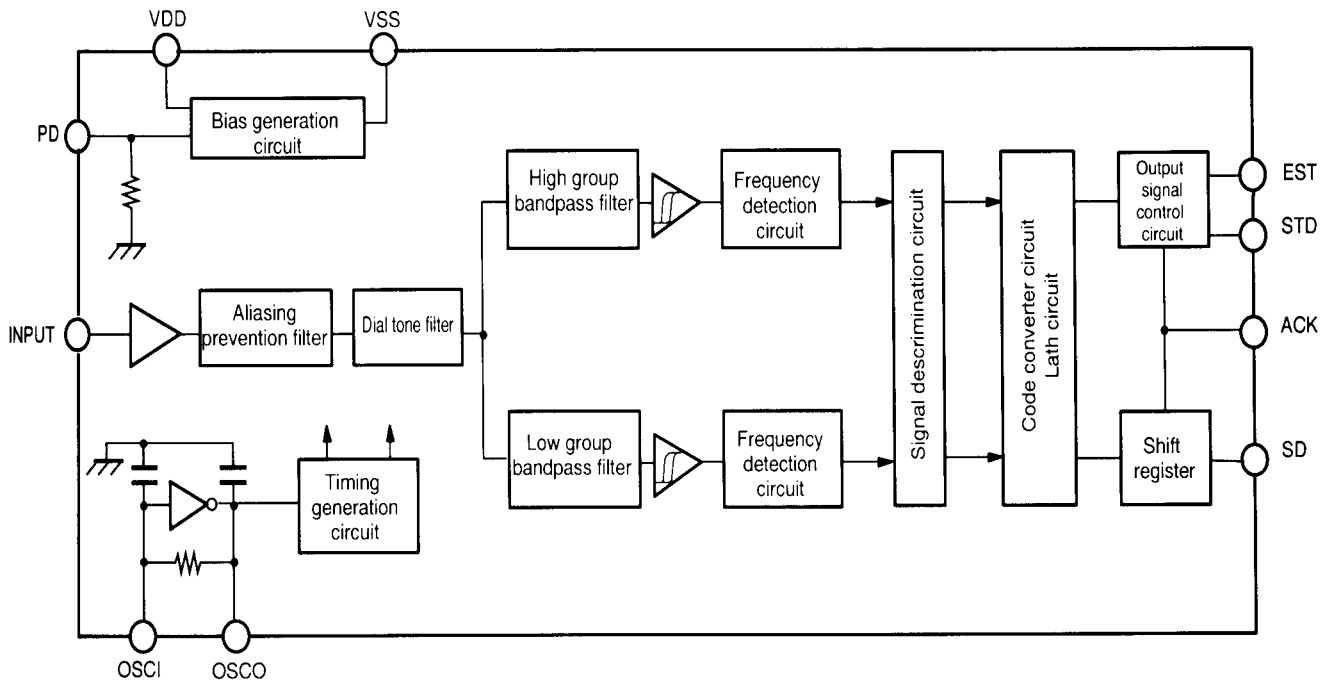 VDD
VSS
PD
Bias generation
circuit
High group
bandpass filter
Frequency
detection
circuit
Signal descrimination circuit
Code converter circuit
Lath circuit
Output
signal
control
circuit
EST
STD
INPUT
Aliasing
prevention filter
Dial tone filter
ACK
Low group
bandpass filter
Frequency
detection
circuit
Shift
register
SD
Timing
generation
circuit
OSCI
OSCO